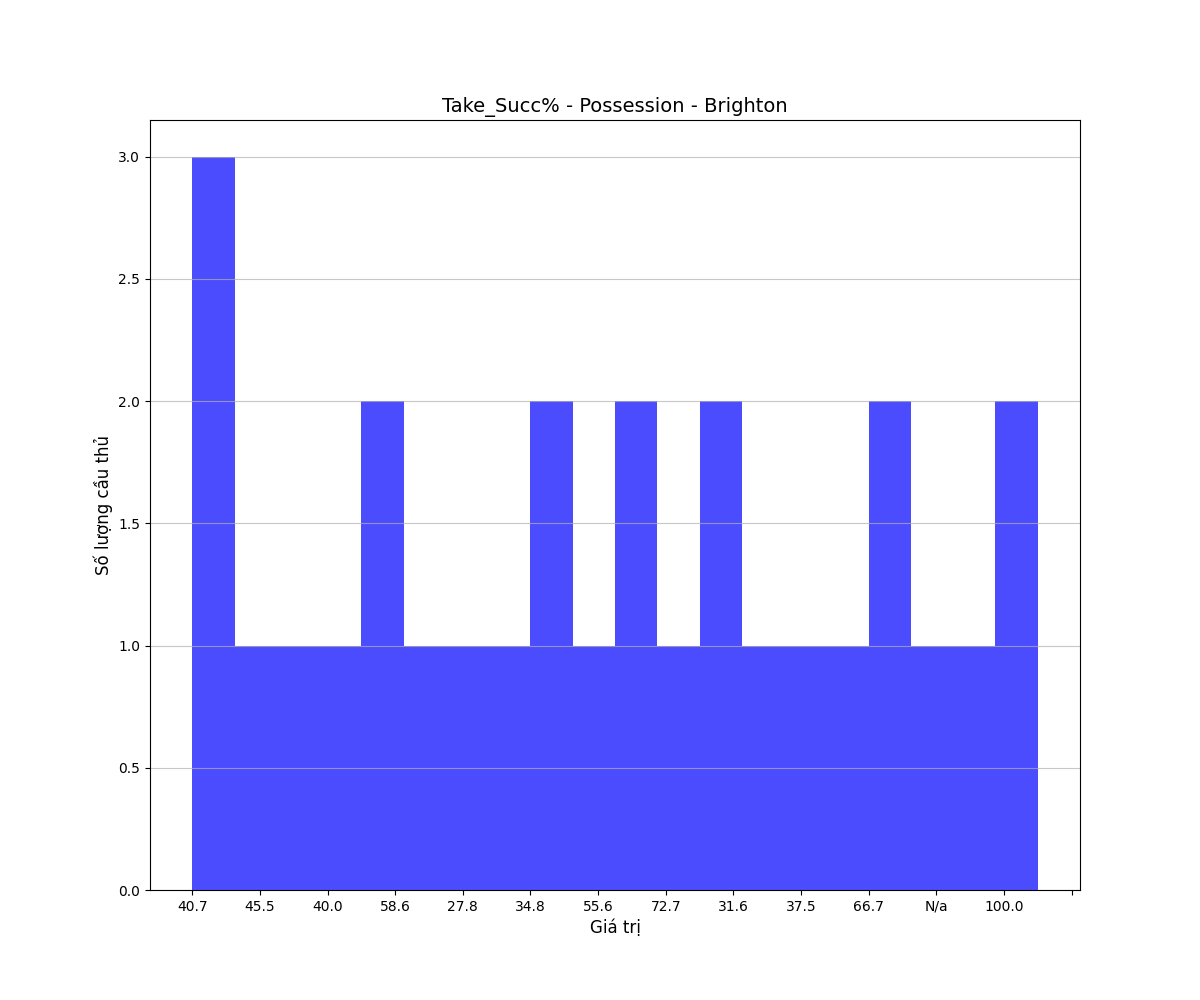 Take_Succ% - Possession - Brighton
3.0
2.5
2.0
1.5
1.0
0.5
0.0
Số lượng cầu thủ
40.7 45.5 40.0 58.6 27.8 34.8 55.6 72.7 31.6 37.5 66.7 N/a 100.0
Giá trị